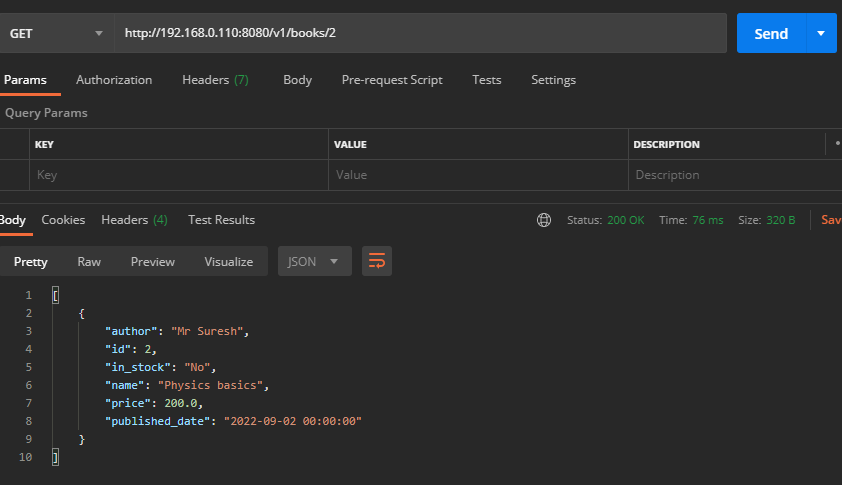 GET http://192.168.0.110:8080/v1/books/2 Send
Params Authorization Headers (7) Body Pre-request Script Tests Settings
Query Params
KEY VALUE DESCRIPTION
Key Value Description
Body Cookies Headers (4) Test Results Status: 200 OK Time: 76 ms Size: 320 B Sav
Pretty Raw Preview Visualize JSON
1 [
2 {
3 "author": "Mr Suresh",
4 "id": 2,
5 "in_stock": "No",
6 "name": "Physics basics",
7 "price": 200.0,
8 "published_date": "2022-09-02 00:00:00"
9 }
10 ]